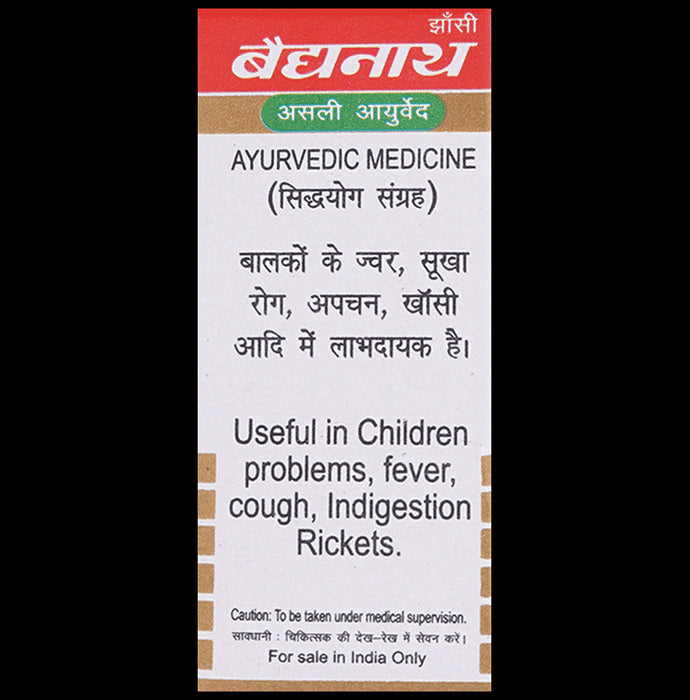 झाँसी
बैद्यनाथ
असली आयुर्वेद
AYURVEDIC MEDICINE
(सिद्धयोग संग्रह)
बालकों के ज्वर, सूखा
रोग, अपचन, खाँसी
आदि में लाभदायक है।
Useful in Children
problems, fever,
cough, Indigestion
Rickets.
Caution: To be taken under medical supervision.
सावधानी : चिकित्सक की देख-रेख में सेवन करें।
For sale in India Only